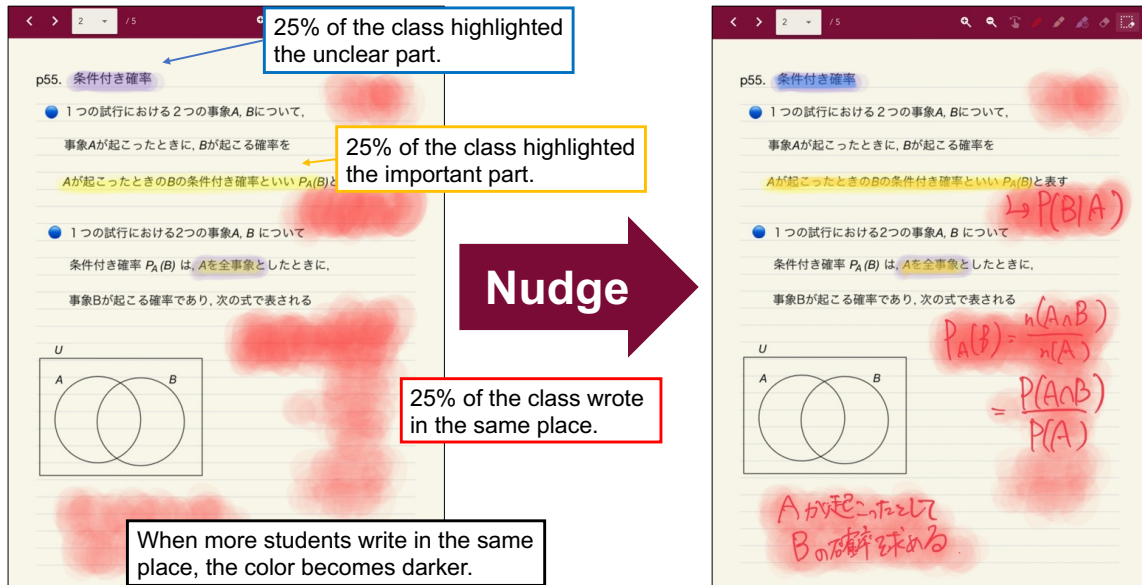 2 / 5
25% of the class highlighted
the unclear part.
p55. 条件付き確率
1つの試行における2つの事象A, Bについて,
事象Aが起こったときに, Bが起こる確率を
25% of the class highlighted
the important part.
Aが起こったときのBの条件付き確率といい PA(B)と
1つの試行における2つの事象A, B について
条件付き確率 PA(B) は, Aを全事象としたときに,
事象Bが起こる確率であり, 次の式で表される
U
A B
25% of the class wrote
in the same place.
When more students write in the same
place, the color becomes darker.
Nudge
2 / 5
p55. 条件付き確率
1つの試行における2つの事象A, Bについて,
事象Aが起こったときに, Bが起こる確率を
Aが起こったときのBの条件付き確率といい PA(B)と表す
↳ P(B|A)
1つの試行における2つの事象A, B について
条件付き確率 PA(B) は, Aを全事象としたときに,
事象Bが起こる確率であり, 次の式で表される
PA(B) = n(A∩B) / n(A)
= P(A∩B) / P(A)
U
A B
Aが起こったとして
Bの確率を求める